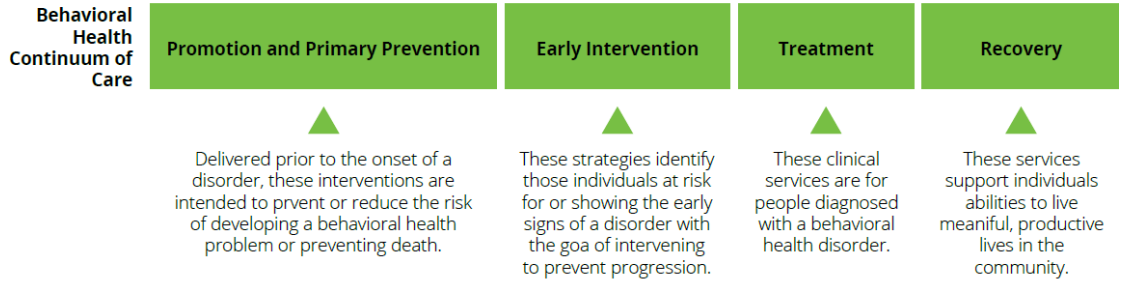 Behavioral
Health
Continuum of
Care
Promotion and Primary Prevention
Early Intervention
Treatment
Recovery
Delivered prior to the onset of a
disorder, these interventions are
intended to prvent or reduce the risk
of developing a behavioral health
problem or preventing death.
These strategies identify
those individuals at risk
for or showing the early
signs of a disorder with
the goa of intervening
to prevent progression.
These clinical
services are for
people diagnosed
with a behavioral
health disorder.
These services
support individuals
abilities to live
meaniful, productive
lives in the
community.